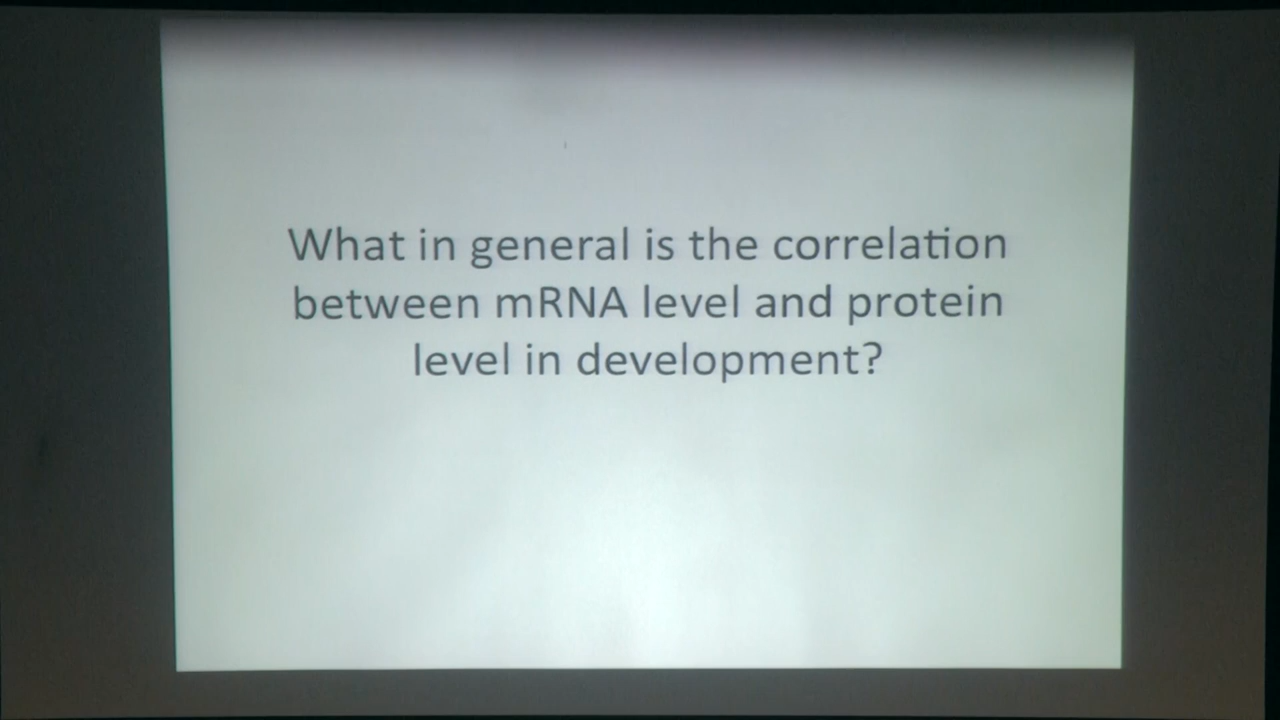 What in general is the correlation
between mRNA level and protein
level in development?